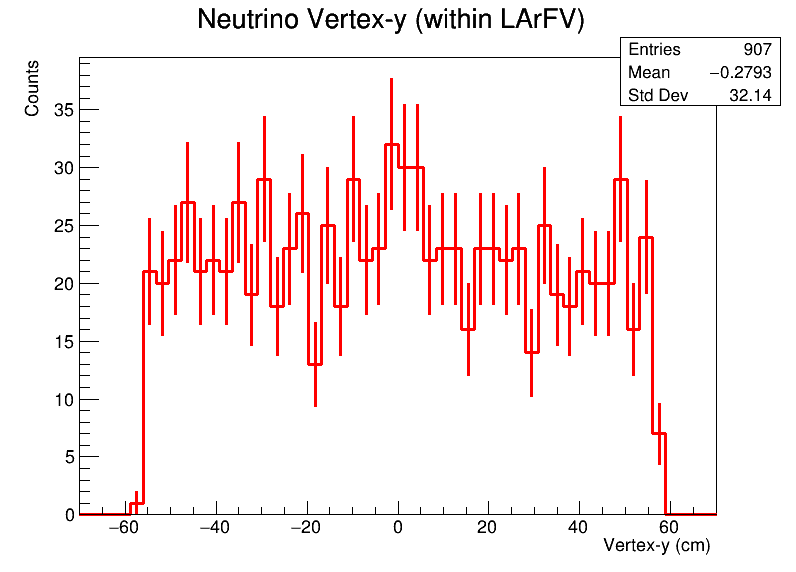 Neutrino Vertex-y (within LArFV)
Entries 907
Mean −0.2793
Std Dev 32.14
Counts
35
30
25
20
15
10
5
0
−60 −40 −20 0 20 40 60
Vertex-y (cm)